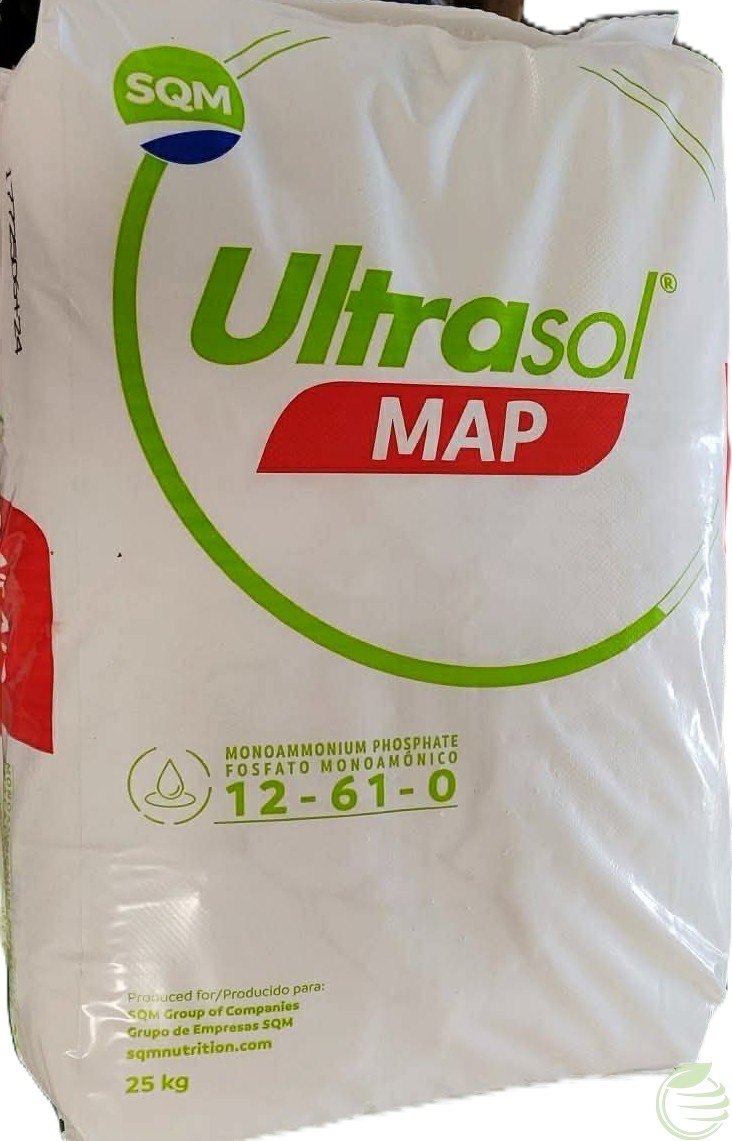 SQM
Ultrasol®
MAP
MONOAMMONIUM PHOSPHATE
FOSFATO MONOAMÓNICO
12-61-0
Produced for/Producido para:
SQM Group of Companies
Grupo de Empresas SQM
sqmnutrition.com
25 kg